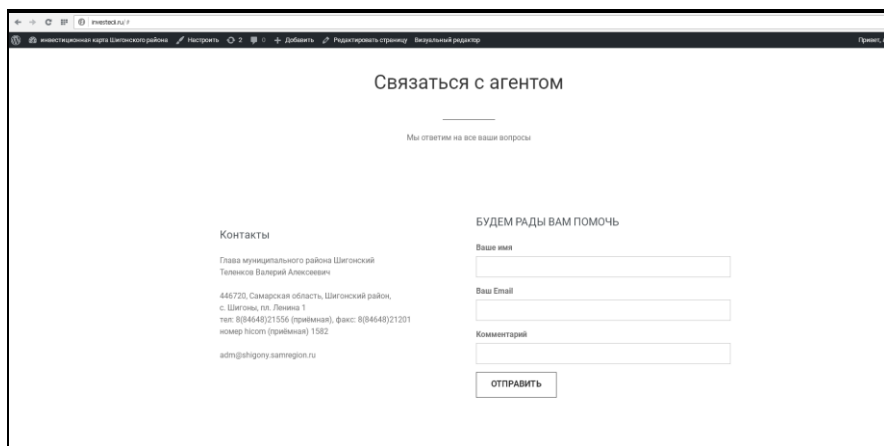 investeci.ru/#
инвестиционная карта Шигонского района Настроить 2 0 Добавить Редактировать страницу Визуальный редактор Привет,
Связаться с агентом
Мы ответим на все ваши вопросы
Контакты
Глава муниципального района Шигонский
Теленков Валерий Алексеевич
446720, Самарская область, Шигонский район,
с. Шигоны, пл. Ленина 1
тел: 8(84648)21556 (приёмная), факс: 8(84648)21201
номер hicom (приёмная) 1582
adm@shigony.samregion.ru
БУДЕМ РАДЫ ВАМ ПОМОЧЬ
Ваше имя
Ваш Email
Комментарий
ОТПРАВИТЬ